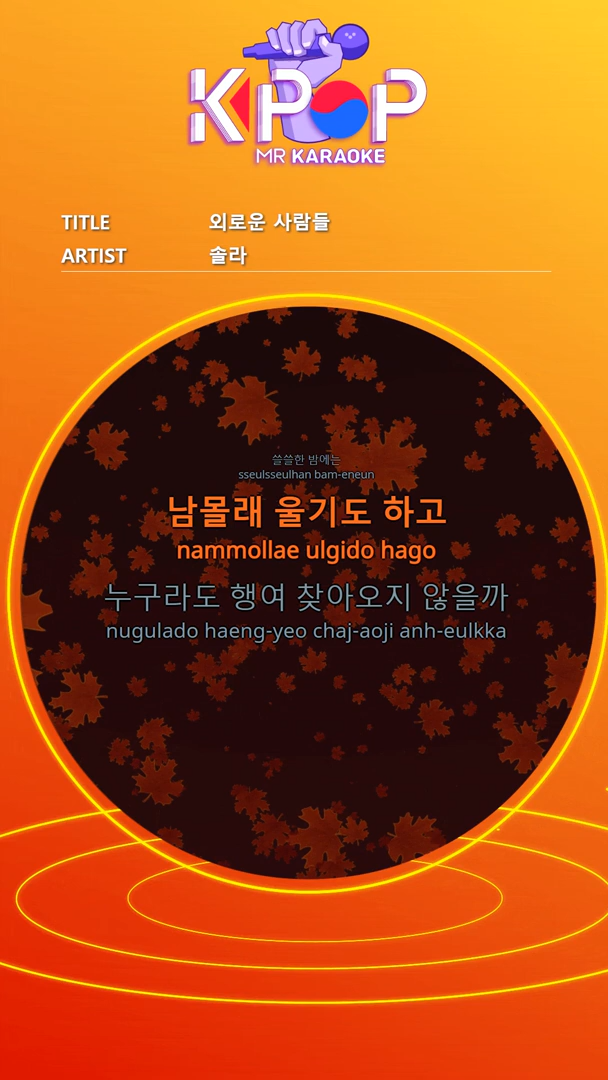 KPOP
MR KARAOKE
TITLE 외로운 사람들
ARTIST 솔라
쓸쓸한 밤에는
sseulsseulhan bam-eneun
남몰래 울기도 하고
nammollae ulgido hago
누구라도 행여 찾아오지 않을까
nugulado haeng-yeo chaj-aoji anh-eulkka